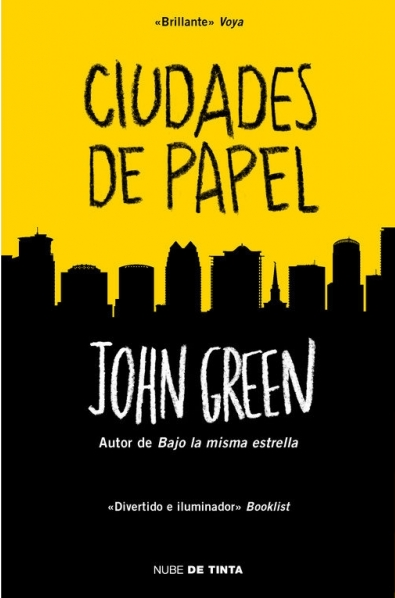 «Brillante» Voya
CIUDADES
DE PAPEL
JOHN GREEN
Autor de Bajo la misma estrella
«Divertido e iluminador» Booklist
NUBE DE TINTA